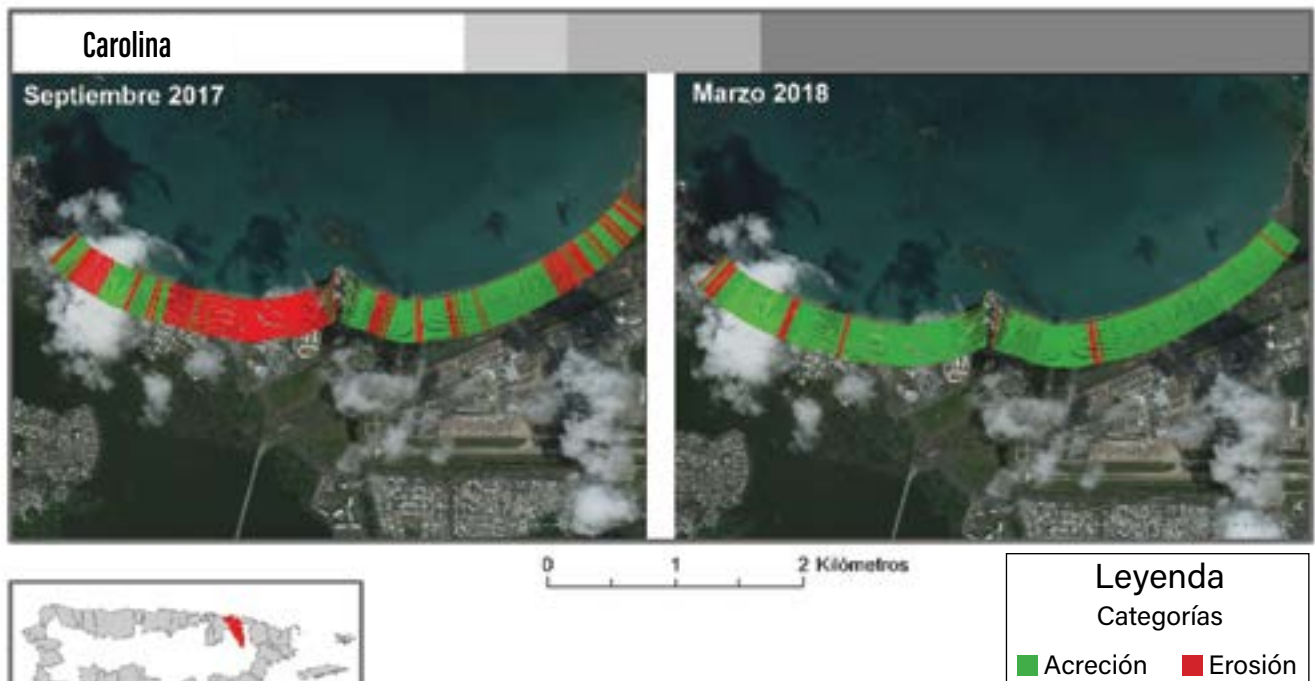 Carolina
Septiembre 2017
Marzo 2018
0 1 2 Kilómetros
Leyenda
Categorías
Acreción Erosión